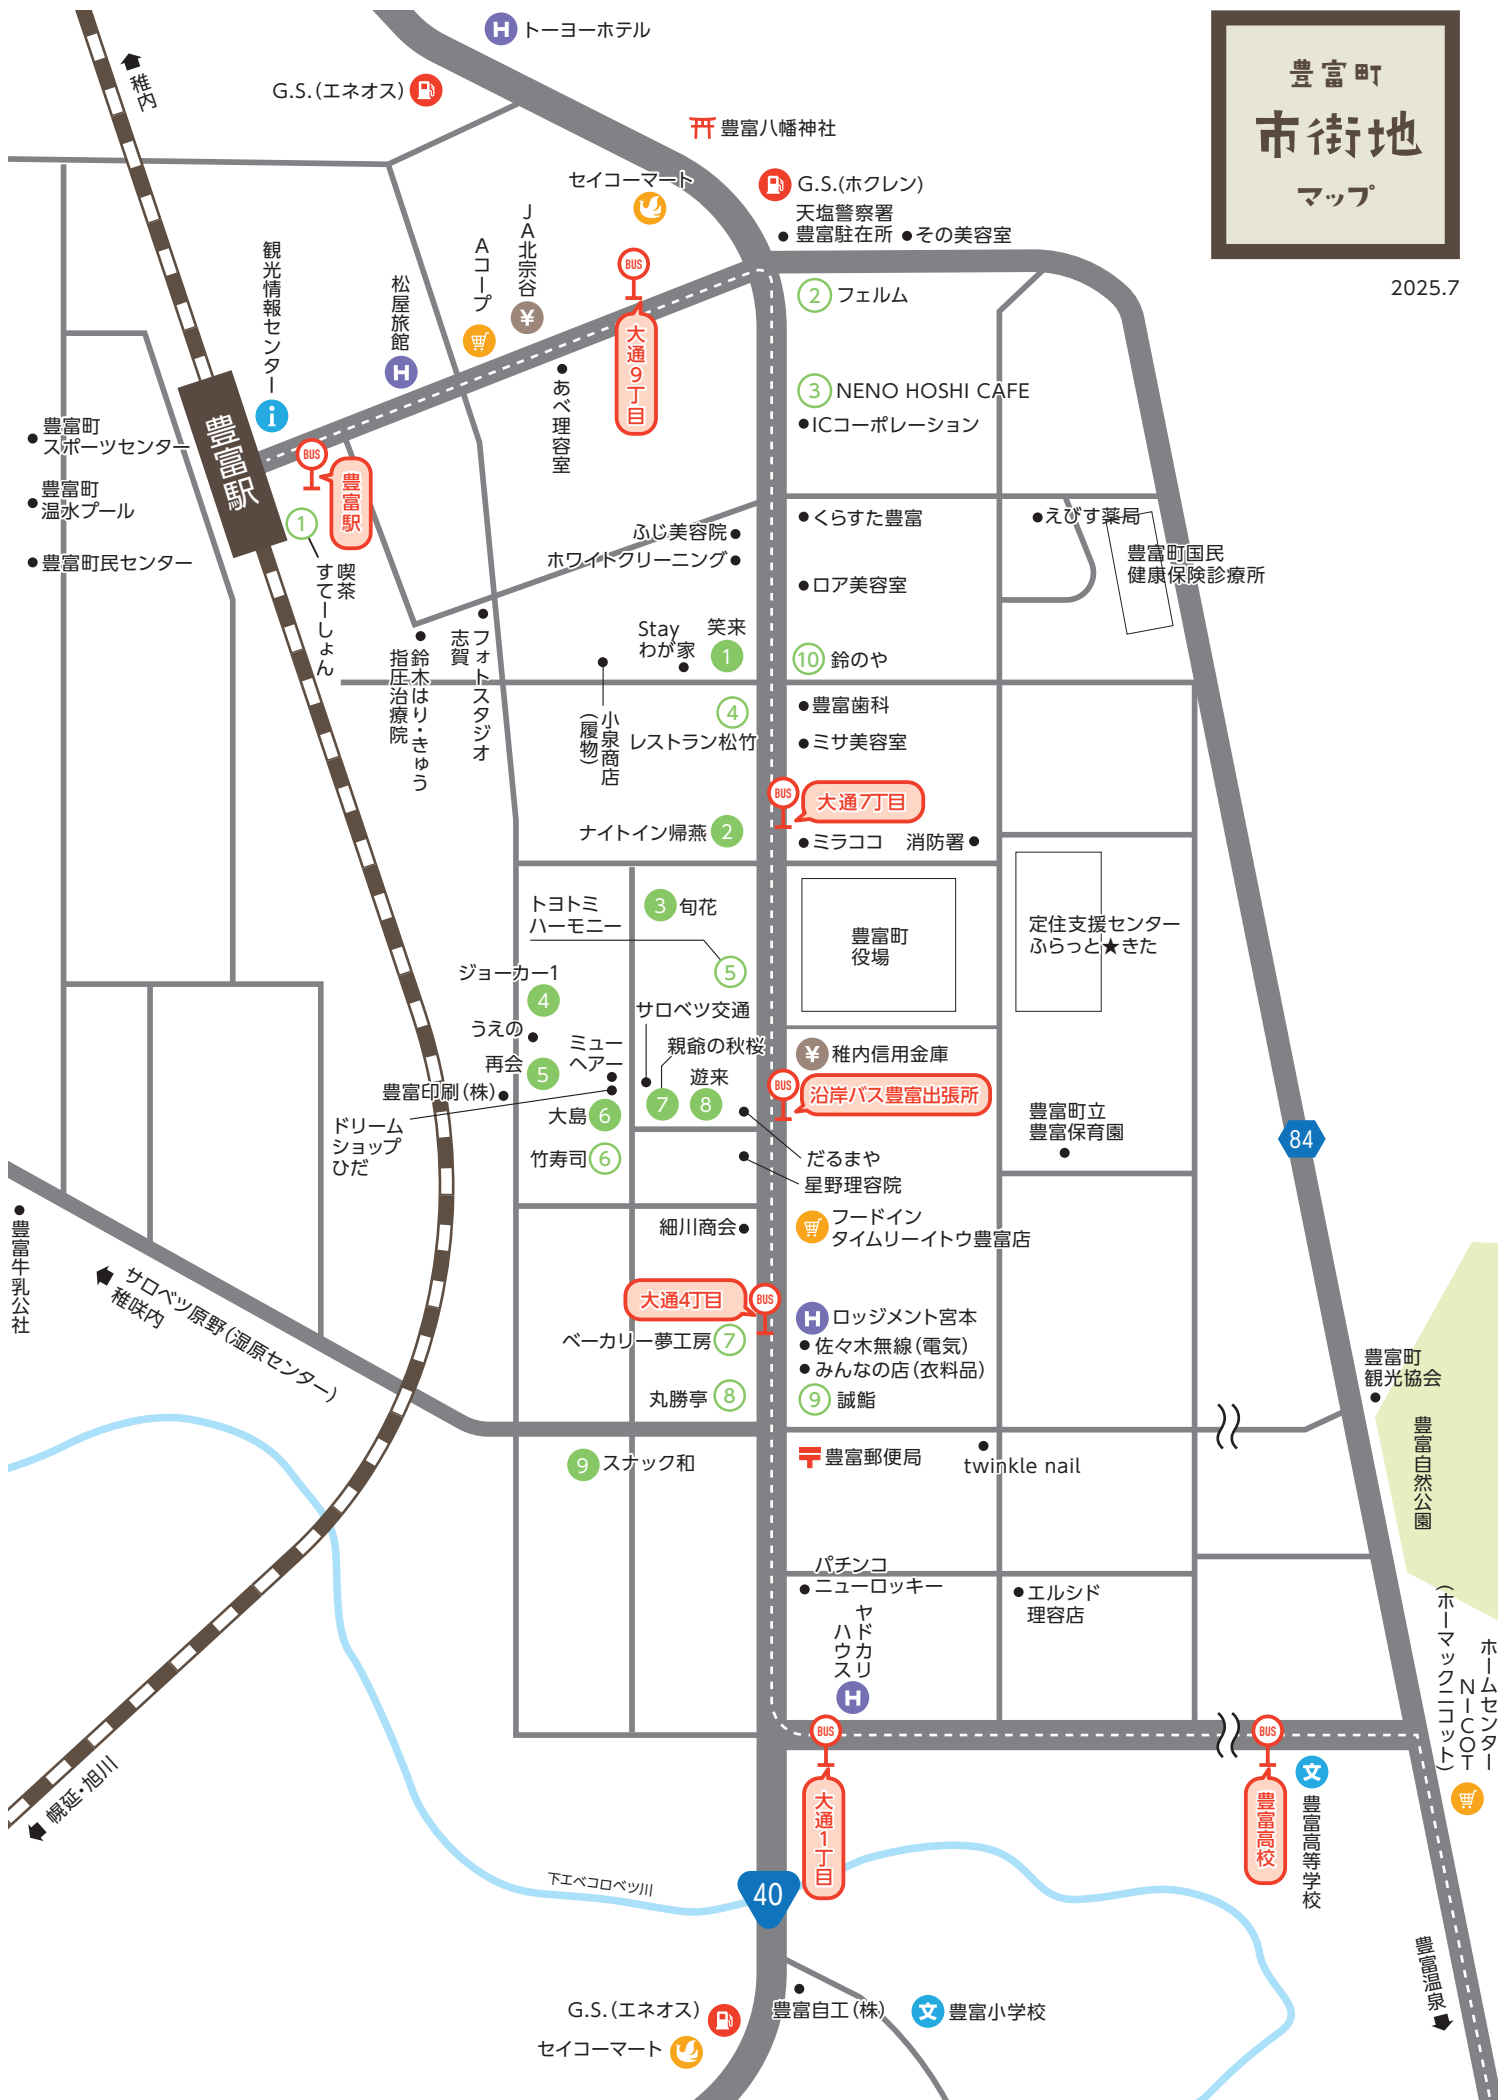 豊富町
市街地
マップ
2025.7
H トーヨーホテル
稚内
G.S.(エネオス)
豊富八幡神社
セイコーマート
G.S.(ホクレン)
天塩警察署
豊富駐在所
その美容室
JA北宗谷
¥
Aコープ
観光情報センター
i
松屋旅館
H
BUS
大通9丁目
2 フェルム
あべ理容室
3 NENO HOSHI CAFE
ICコーポレーション
豊富町
スポーツセンター
豊富町
温水プール
豊富町民センター
豊富駅
BUS
豊富駅
1
喫茶
すてーしょん
ふじ美容院
ホワイトクリーニング
くらすた豊富
えびす薬局
豊富町国民
健康保険診療所
ロア美容室
Stay
わが家
笑来
1
10 鈴のや
フォトスタジオ
志賀
鈴木はり・きゅう
指圧治療院
小泉商店
(履物)
4
レストラン松竹
豊富歯科
ミサ美容室
BUS
大通7丁目
ナイトイン帰燕 2
ミラココ
消防署
トヨトミ
ハーモニー
3 旬花
5
豊富町
役場
定住支援センター
ふらっと★きた
ジョーカー1
4
サロベツ交通
うえの
ミュー
ヘアー
親爺の秋桜
再会 5
遊来
7
8
¥ 稚内信用金庫
豊富印刷(株)
BUS
沿岸バス豊富出張所
大島 6
ドリーム
ショップ
ひだ
竹寿司 6
だるまや
星野理容院
豊富町立
豊富保育園
84
細川商会
フードイン
タイムリーイトウ豊富店
豊富牛乳公社
サロベツ原野(湿原センター)
稚咲内
大通4丁目
BUS
H ロッジメント宮本
佐々木無線(電気)
みんなの店(衣料品)
ベーカリー夢工房 7
丸勝亭 8
9 誠鮨
豊富町
観光協会
豊富自然公園
9 スナック和
豊富郵便局
twinkle nail
パチンコ
ニューロッキー
エルシド
理容店
ヤドカリ
ハウス
H
ホームセンター
NICOT
(ホーマックニコット)
BUS
大通1丁目
BUS
豊富高校
文
豊富高等学校
幌延・旭川
下エベコロベツ川
40
豊富温泉
G.S.(エネオス)
セイコーマート
豊富自工(株)
文 豊富小学校